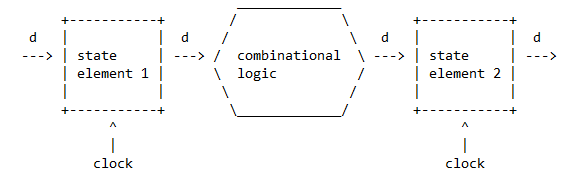 d d d d
state element 1
combinational logic
state element 2
clock clock